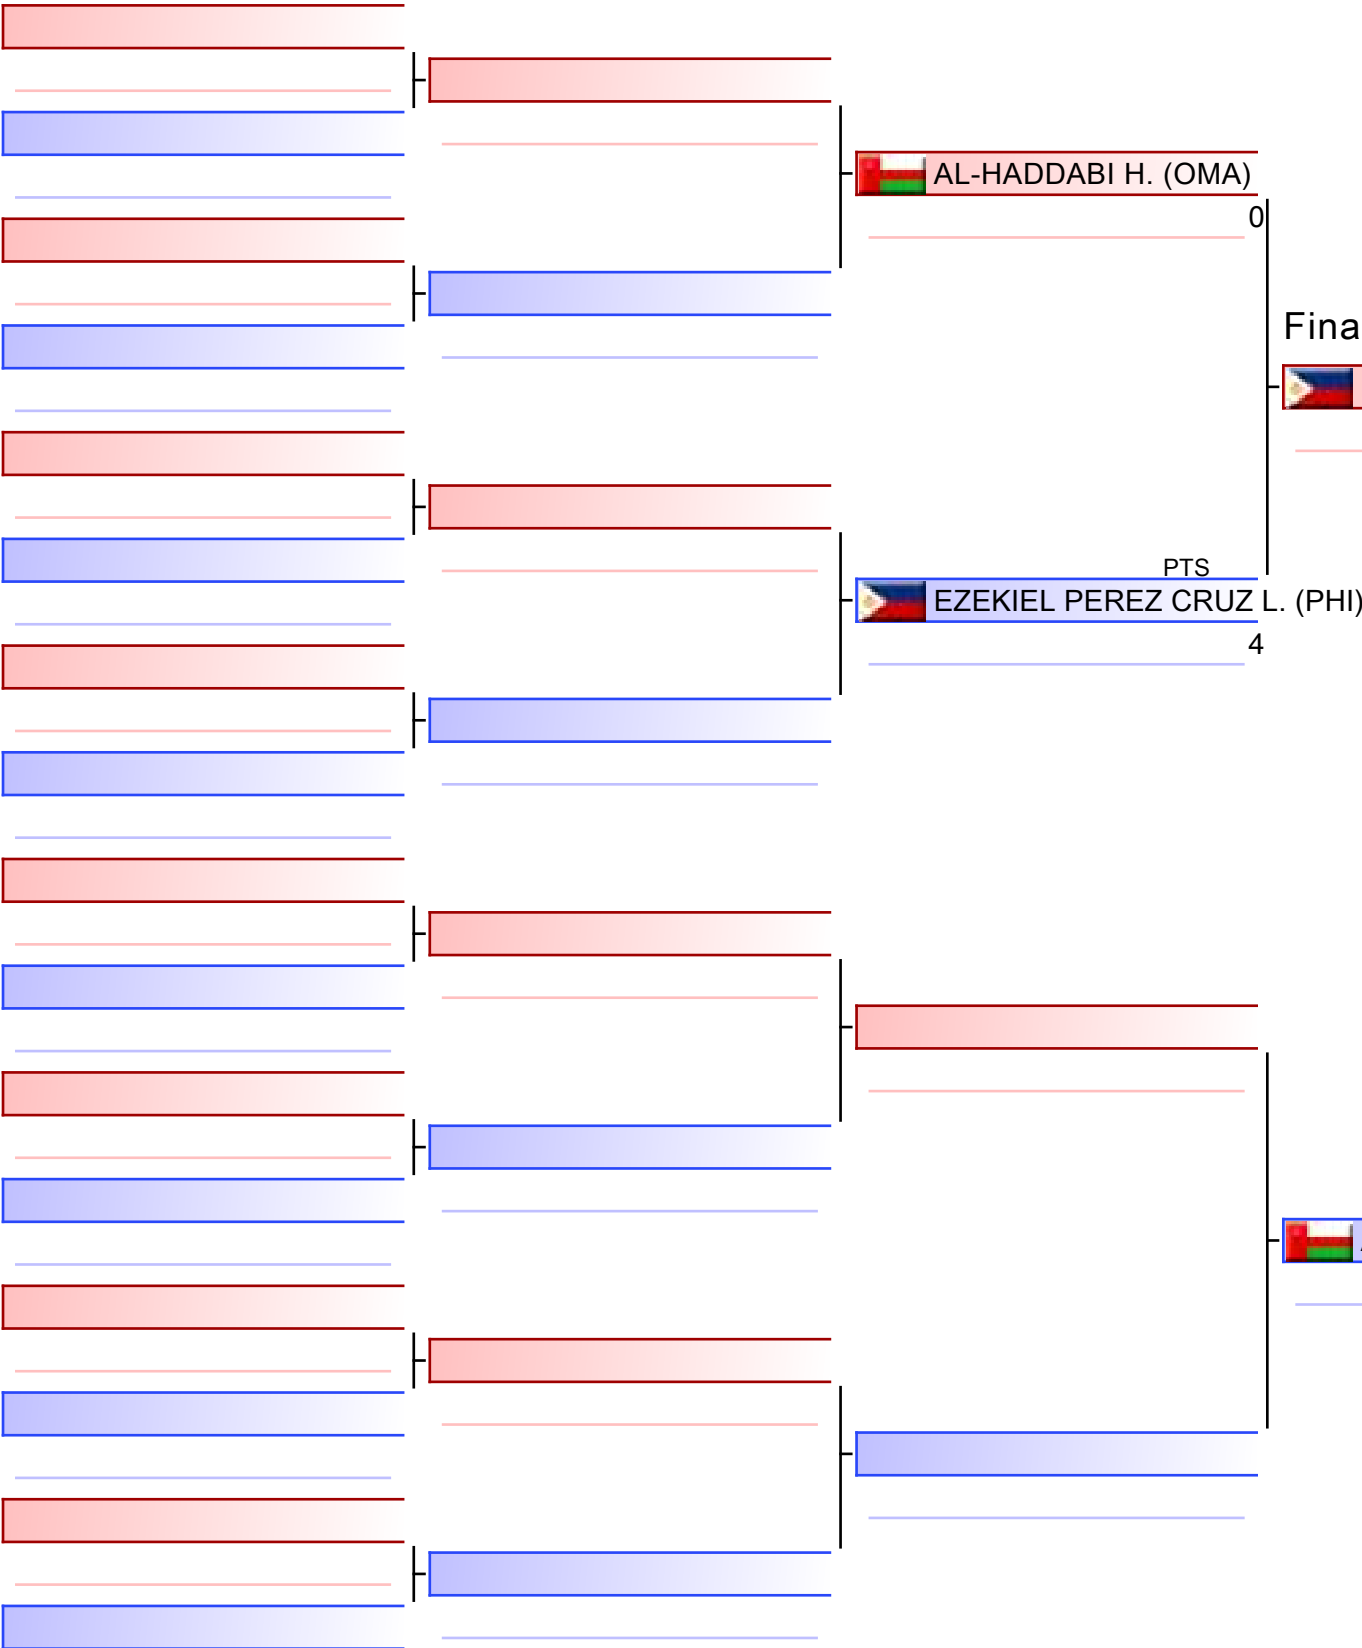 AL-HADDABI H. (OMA)
0
Fina
PTS
EZEKIEL PEREZ CRUZ L. (PHI)
4